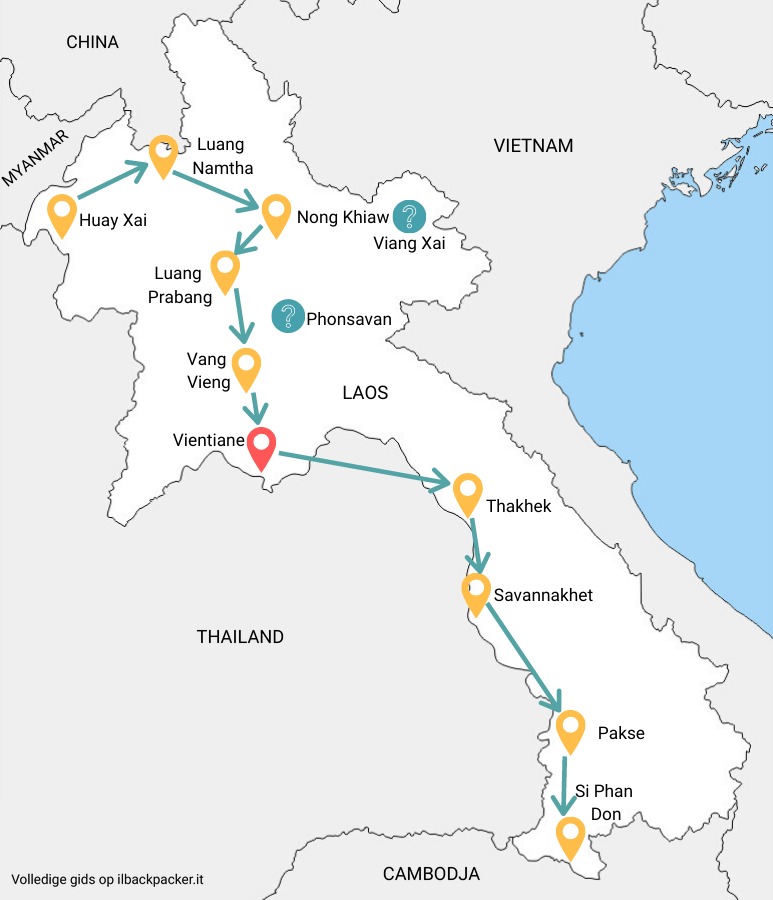 CHINA
MYANMAR
VIETNAM
Luang
Namtha
Huay Xai
Nong Khiaw
?
Viang Xai
Luang
Prabang
?
Phonsavan
Vang
Vieng
LAOS
Vientiane
Thakhek
Savannakhet
THAILAND
Pakse
Si Phan
Don
CAMBODJA
Volledige gids op ilbackpacker.it